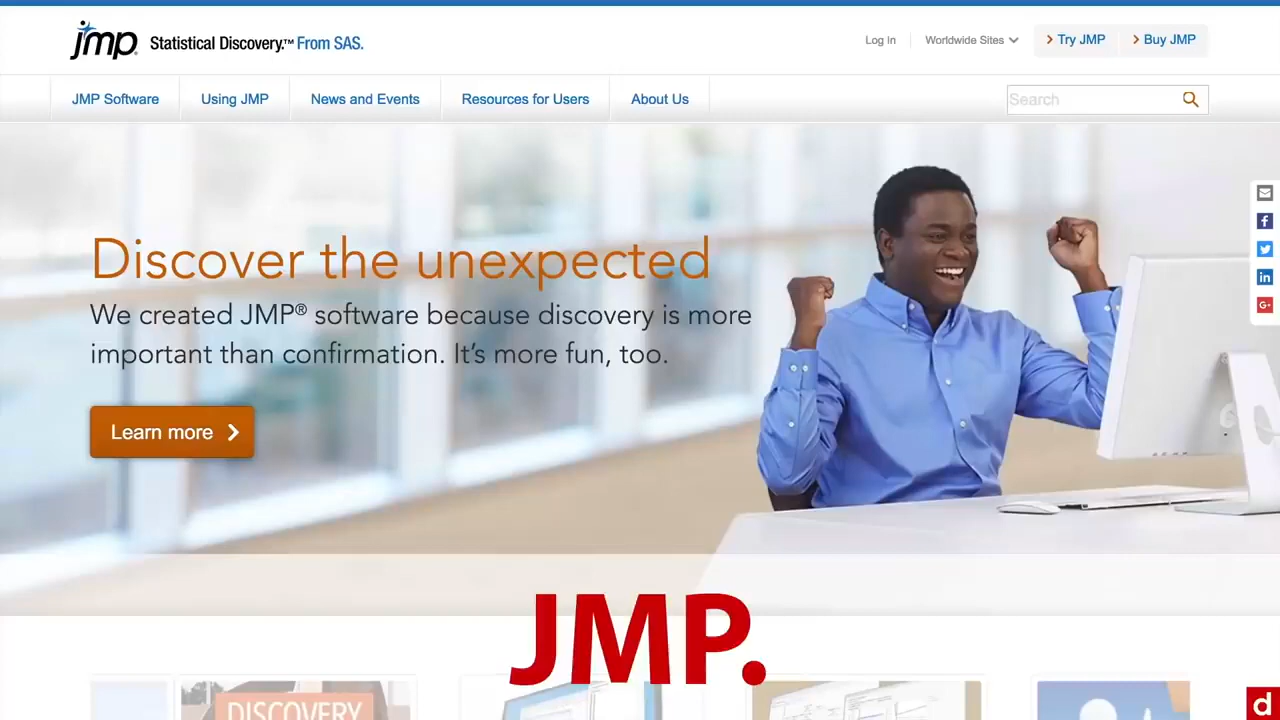 jmp Statistical Discovery.™ From SAS.
Log In
Worldwide Sites
Try JMP
Buy JMP
JMP Software
Using JMP
News and Events
Resources for Users
About Us
Search
Discover the unexpected
We created JMP® software because discovery is more
important than confirmation. It's more fun, too.
Learn more
f
in
G+
JMP.
DISCOVERY
d